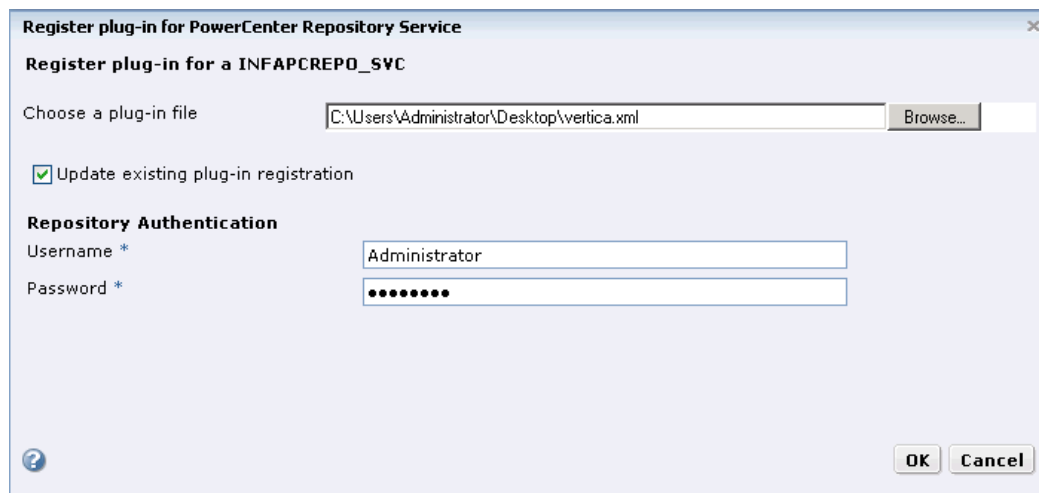 Register plug-in for PowerCenter Repository Service
Register plug-in for a INFAPCREPO_SVC
Choose a plug-in file C:\Users\Administrator\Desktop\vertica.xml Browse...
Update existing plug-in registration
Repository Authentication
Username * Administrator
Password * ●●●●●●●●
? OK Cancel